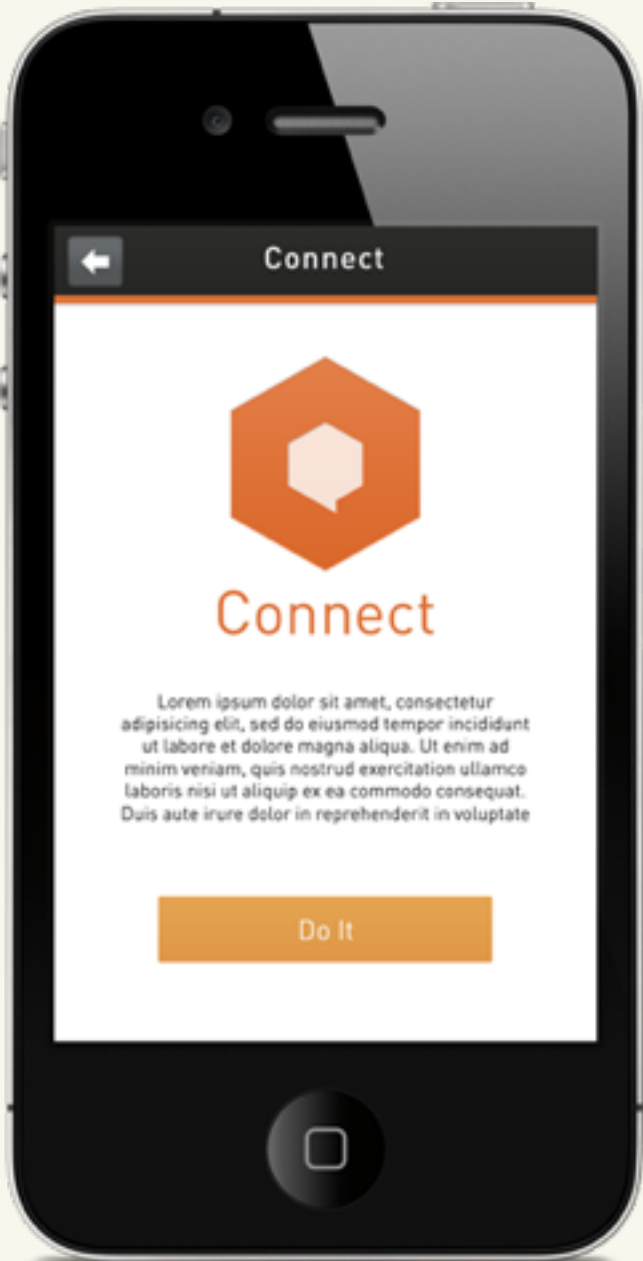 Connect
Connect
Lorem ipsum dolor sit amet, consectetur
adipisicing elit, sed do eiusmod tempor incididunt
ut labore et dolore magna aliqua. Ut enim ad
minim veniam, quis nostrud exercitation ullamco
laboris nisi ut aliquip ex ea commodo consequat.
Duis aute irure dolor in reprehenderit in voluptate
Do It